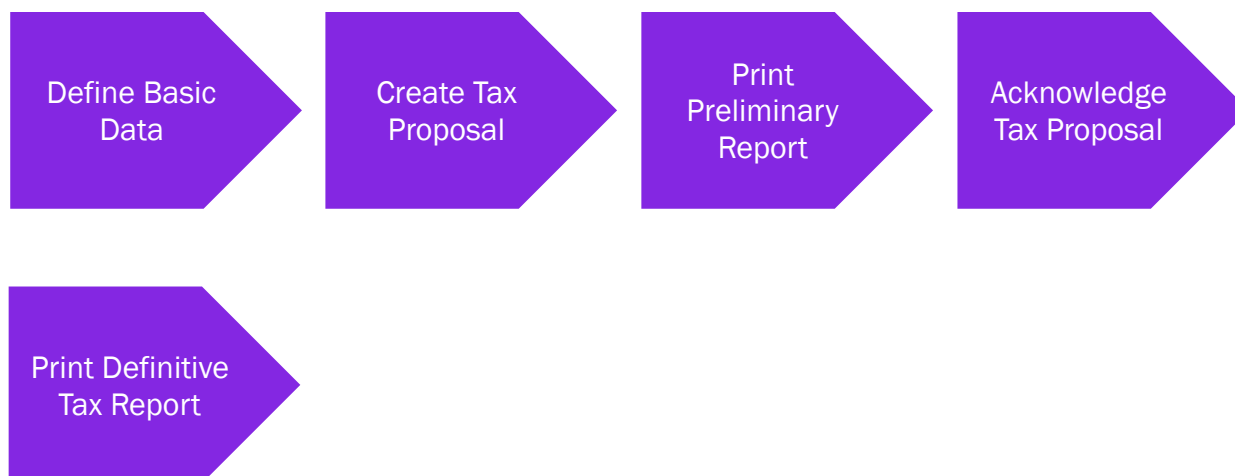 Define Basic
Data
Create Tax
Proposal
Print
Preliminary
Report
Acknowledge
Tax Proposal
Print Definitive
Tax Report